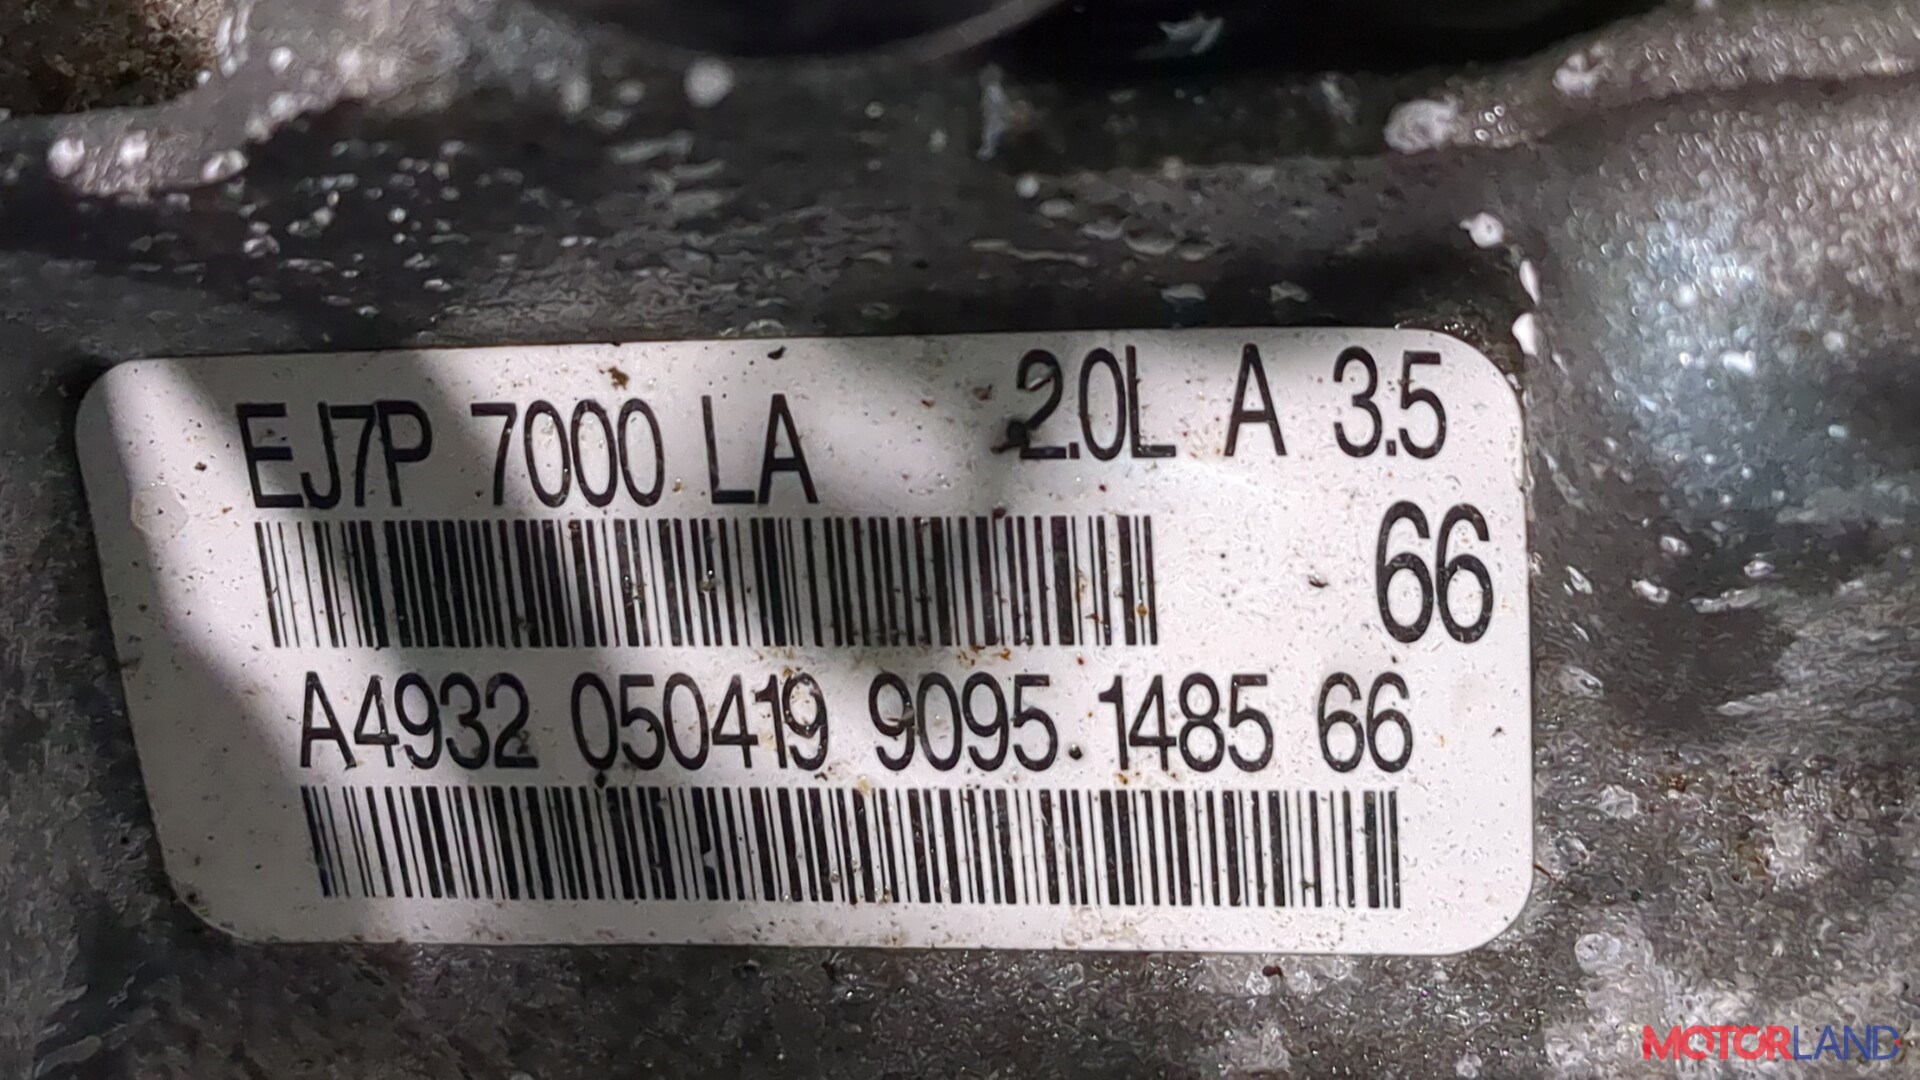 EJ7P 7000 LA 2.0L A 3.5
66
A4932 050419 9095 1485 66
MOTORLAND